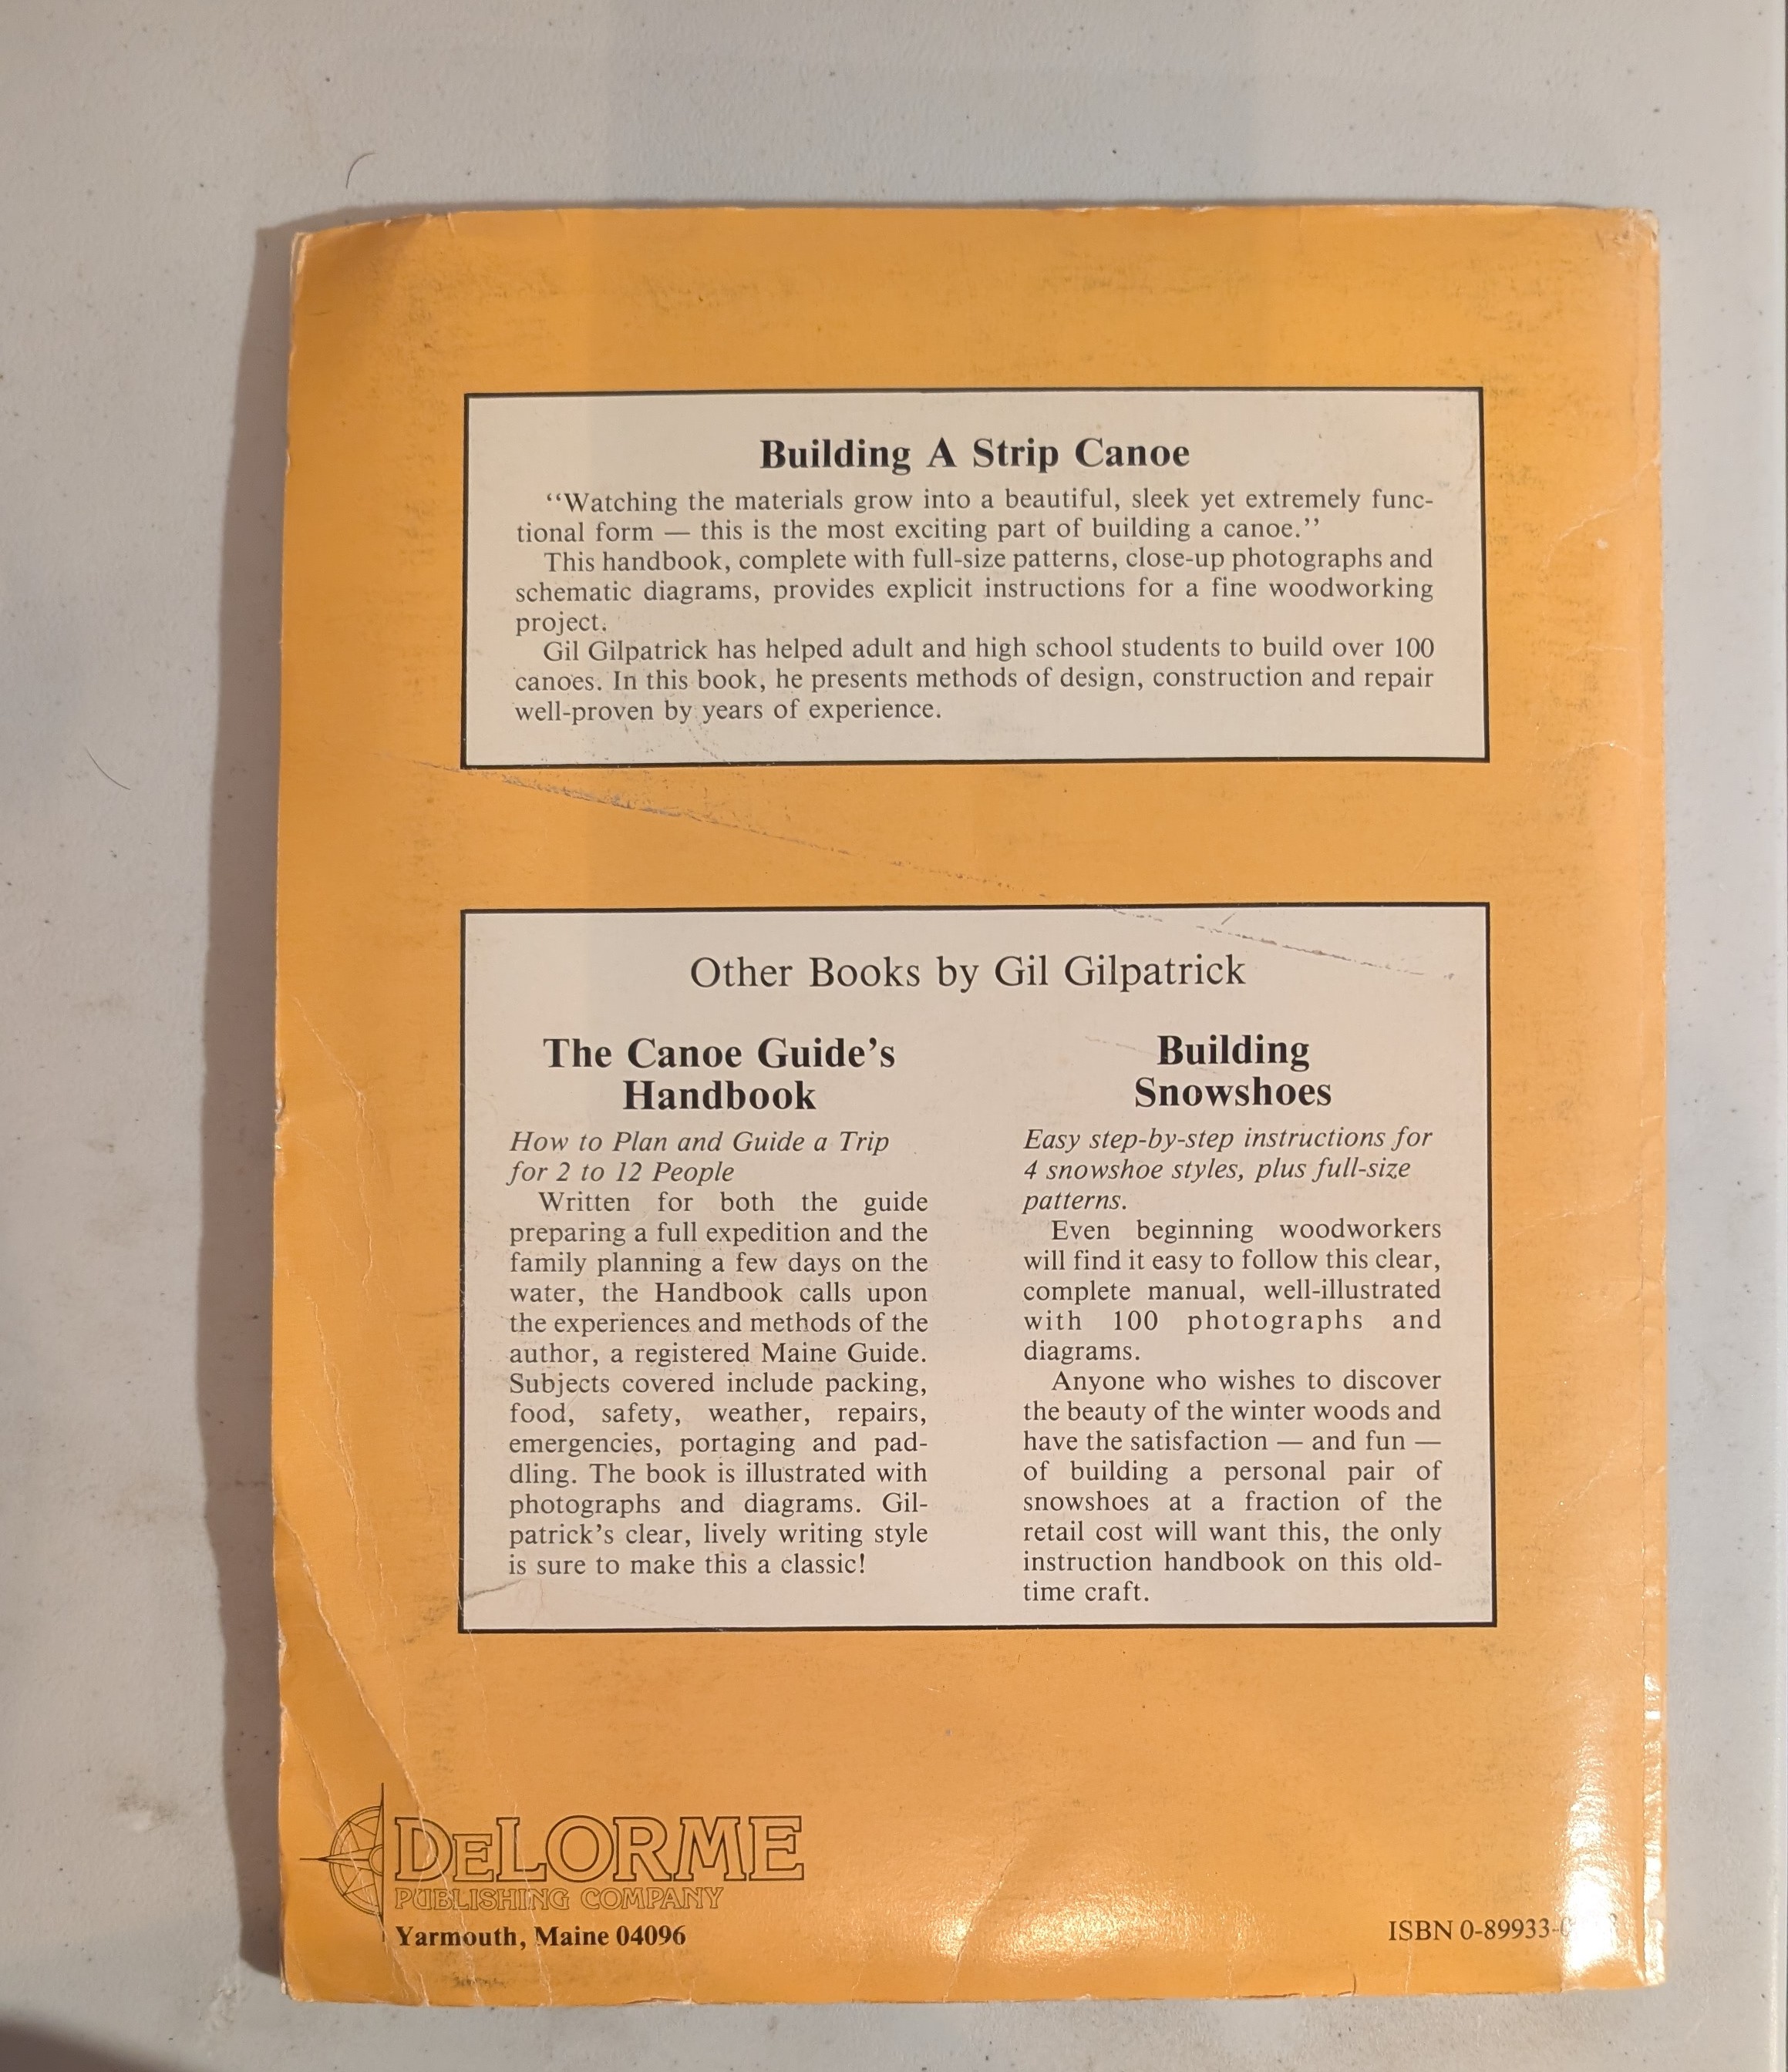 Building A Strip Canoe
“Watching the materials grow into a beautiful, sleek yet extremely func-
tional form — this is the most exciting part of building a canoe.”
This handbook, complete with full-size patterns, close-up photographs and
schematic diagrams, provides explicit instructions for a fine woodworking
project.
Gil Gilpatrick has helped adult and high school students to build over 100
canoes. In this book, he presents methods of design, construction and repair
well-proven by years of experience.
Other Books by Gil Gilpatrick
The Canoe Guide’s
Handbook
How to Plan and Guide a Trip
for 2 to 12 People
Written for both the guide
preparing a full expedition and the
family planning a few days on the
water, the Handbook calls upon
the experiences and methods of the
author, a registered Maine Guide.
Subjects covered include packing,
food, safety, weather, repairs,
emergencies, portaging and pad-
dling. The book is illustrated with
photographs and diagrams. Gil-
patrick’s clear, lively writing style
is sure to make this a classic!
Building
Snowshoes
Easy step-by-step instructions for
4 snowshoe styles, plus full-size
patterns.
Even beginning woodworkers
will find it easy to follow this clear,
complete manual, well-illustrated
with 100 photographs and
diagrams.
Anyone who wishes to discover
the beauty of the winter woods and
have the satisfaction — and fun —
of building a personal pair of
snowshoes at a fraction of the
retail cost will want this, the only
instruction handbook on this old-
time craft.
DELORME
PUBLISHING COMPANY
Yarmouth, Maine 04096
ISBN